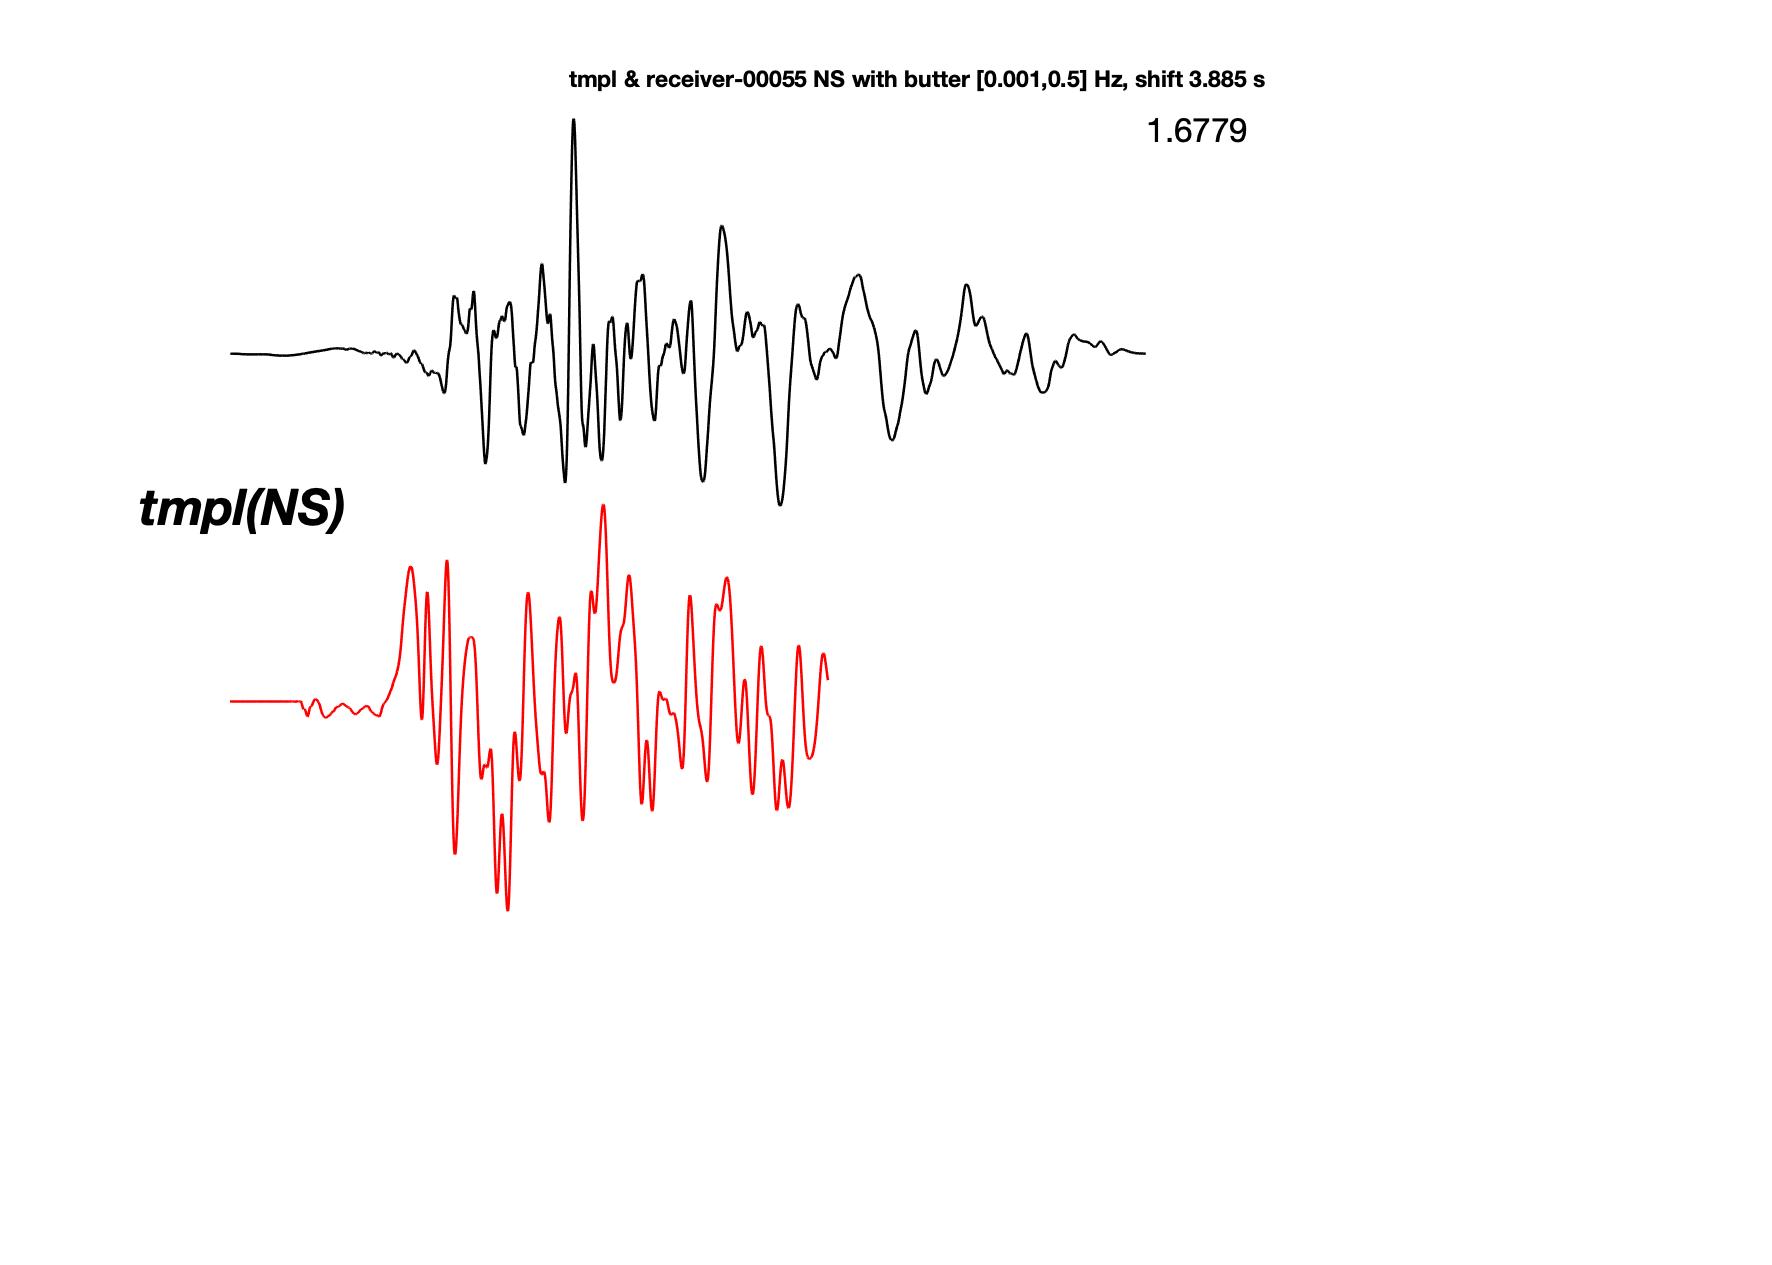 tmpl & receiver-00055 NS with butter [0.001,0.5] Hz, shift 3.885 s
1.6779
tmpl(NS)